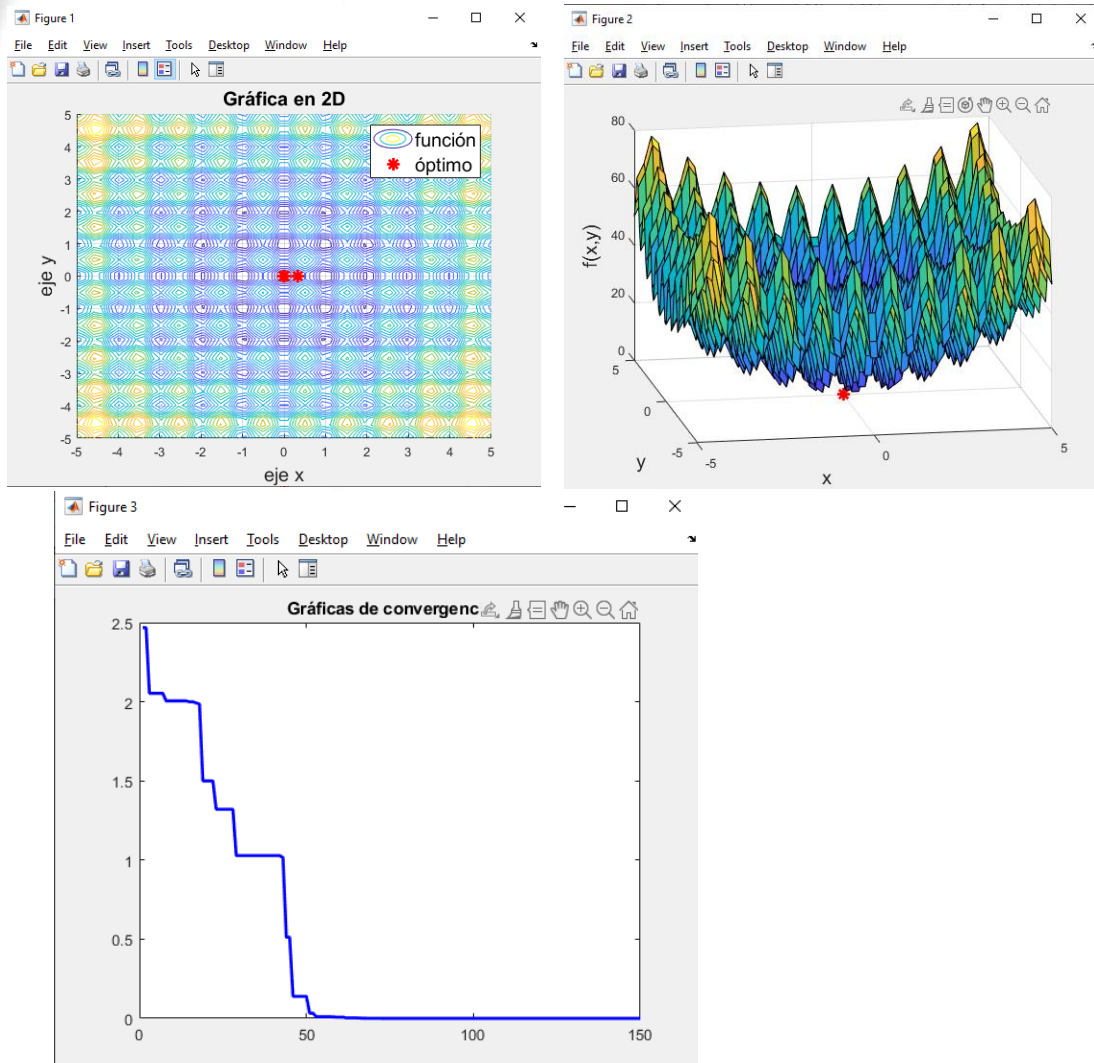 Figure 1
File Edit View Insert Tools Desktop Window Help
Gráfica en 2D
función
óptimo
5
4
3
2
1
0
-1
-2
-3
-4
-5
eje y
-5 -4 -3 -2 -1 0 1 2 3 4 5
eje x
Figure 2
File Edit View Insert Tools Desktop Window Help
80
60
40
20
0
f(x,y)
5
0
-5
y
-5 0 5
x
Figure 3
File Edit View Insert Tools Desktop Window Help
Gráficas de convergenc
2.5
2
1.5
1
0.5
0
0 50 100 150